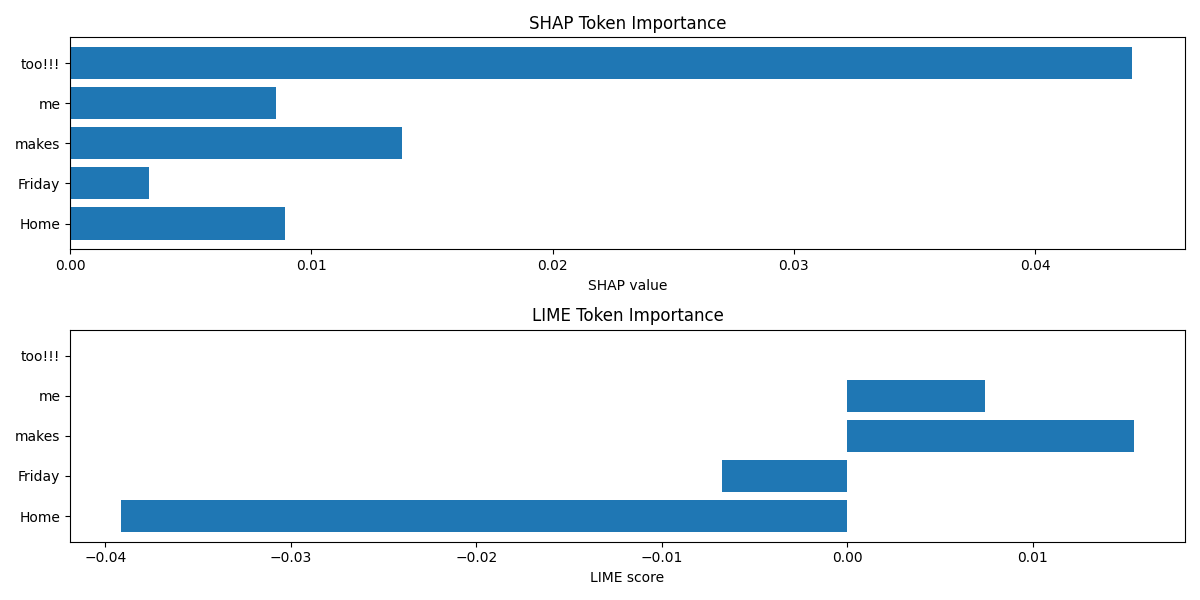 SHAP Token Importance
too!!!
me
makes
Friday
Home
0.00 0.01 0.02 0.03 0.04
SHAP value
LIME Token Importance
too!!!
me
makes
Friday
Home
−0.04 −0.03 −0.02 −0.01 0.00 0.01
LIME score